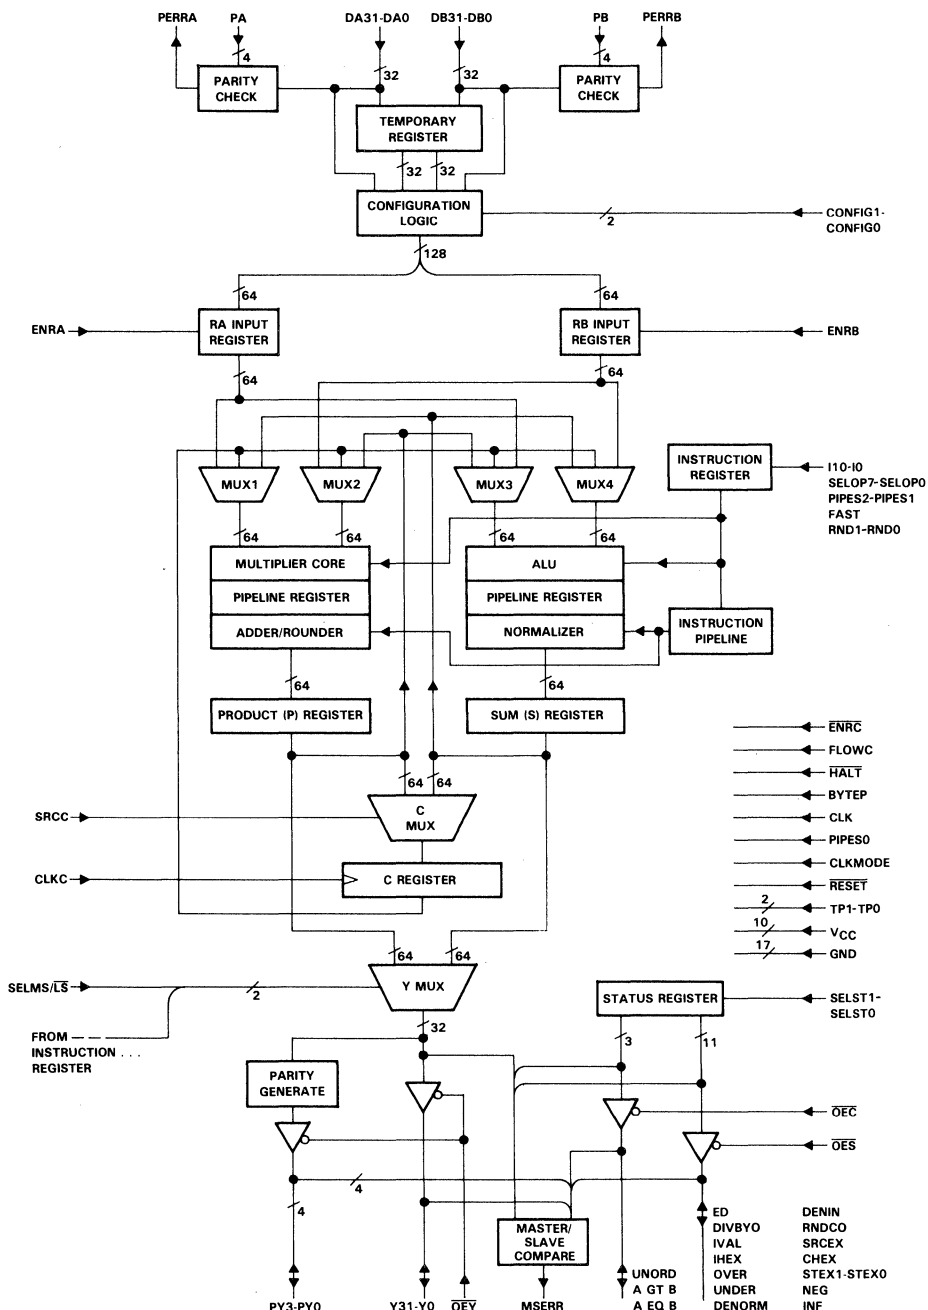 PERRA PA DA31-DA0 DB31-DB0 PB PERRB
4 32 32 4
PARITY CHECK
PARITY CHECK
TEMPORARY REGISTER
32 32
CONFIGURATION LOGIC
2
CONFIG1-
CONFIG0
128
64 64
ENRA
RA INPUT REGISTER
RB INPUT REGISTER
ENRB
64 64
MUX1 MUX2 MUX3 MUX4
INSTRUCTION REGISTER
I10-I0
SELOP7-SELOP0
PIPES2-PIPES1
FAST
RND1-RND0
64 64 64 64
MULTIPLIER CORE
PIPELINE REGISTER
ADDER/ROUNDER
ALU
PIPELINE REGISTER
NORMALIZER
INSTRUCTION PIPELINE
64 64
PRODUCT (P) REGISTER
SUM (S) REGISTER
ENRC
FLOWC
HALT
BYTEP
CLK
PIPES0
CLKMODE
RESET
2 TP1-TP0
10 VCC
17 GND
64 64
SRCC
C
MUX
CLKC
C REGISTER
64 64
SELMS/LS
2
Y MUX
FROM
INSTRUCTION ...
REGISTER
32
STATUS REGISTER
SELST1-
SELST0
3 11
PARITY GENERATE
OEC
OES
4
4
MASTER/
SLAVE
COMPARE
PY3-PY0 Y31-Y0 OEY MSERR
UNORD
A GT B
A EQ B
ED
DIVBYO
IVAL
IHEX
OVER
UNDER
DENORM
DENIN
RNDCO
SRCEX
CHEX
STEX1-STEX0
NEG
INF